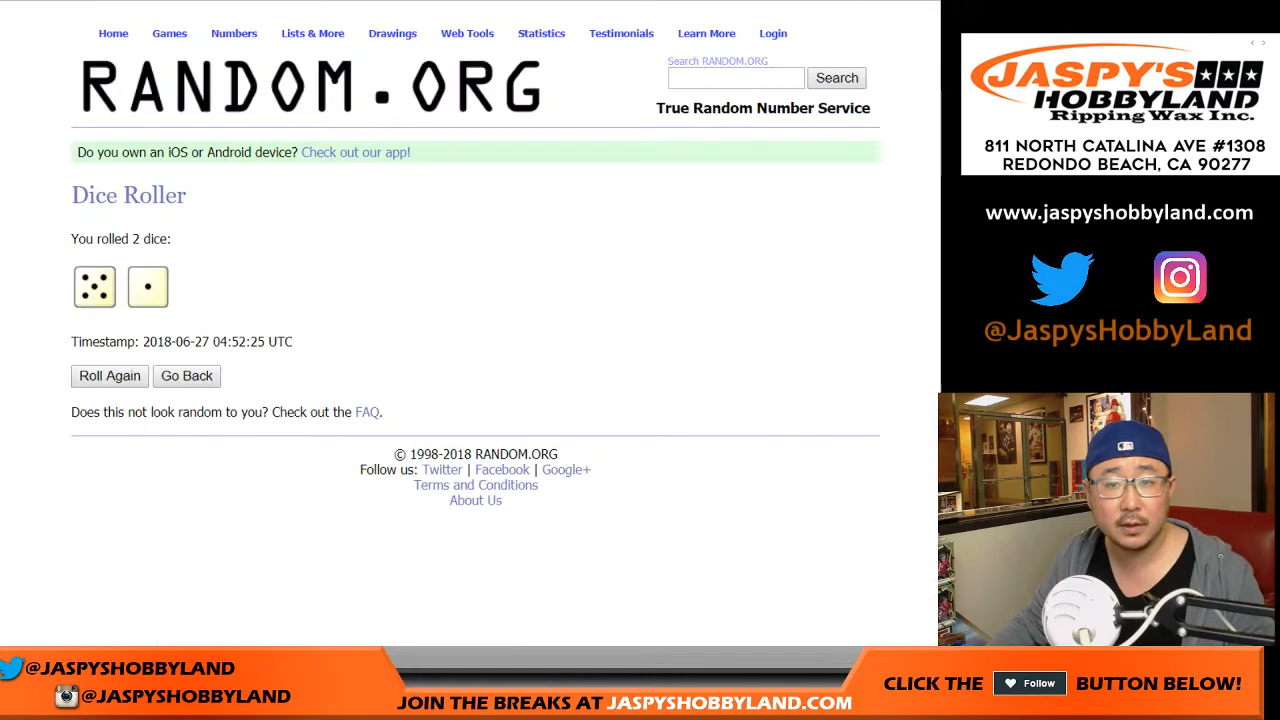 Home Games Numbers Lists & More Drawings Web Tools Statistics Testimonials Learn More Login
RANDOM.ORG
Search RANDOM.ORG
Search
True Random Number Service
Do you own an iOS or Android device? Check out our app!
Dice Roller
You rolled 2 dice:
Timestamp: 2018-06-27 04:52:25 UTC
Roll Again Go Back
Does this not look random to you? Check out the FAQ.
© 1998-2018 RANDOM.ORG
Follow us: Twitter | Facebook | Google+
Terms and Conditions
About Us
JASPY'S
HOBBYLAND
Ripping Wax Inc.
811 NORTH CATALINA AVE #1308
REDONDO BEACH, CA 90277
www.jaspyshobbyland.com
@JaspysHobbyLand
@JASPYSHOBBYLAND
@JASPYSHOBBYLAND
JOIN THE BREAKS AT JASPYSHOBBYLAND.COM
CLICK THE Follow BUTTON BELOW!